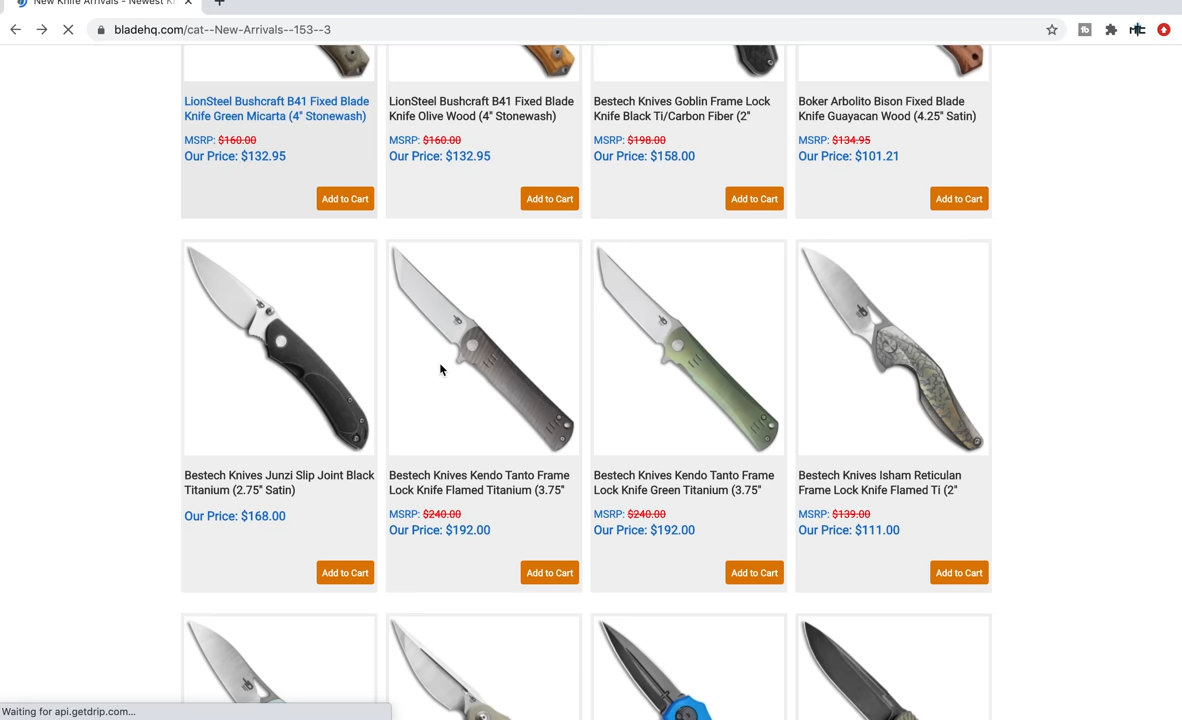 New Knife Arrivals - Newest K
bladehq.com/cat--New-Arrivals--153--3
LionSteel Bushcraft B41 Fixed Blade
Knife Green Micarta (4" Stonewash)
MSRP: $160.00
Our Price: $132.95
Add to Cart
LionSteel Bushcraft B41 Fixed Blade
Knife Olive Wood (4" Stonewash)
MSRP: $160.00
Our Price: $132.95
Add to Cart
Bestech Knives Goblin Frame Lock
Knife Black Ti/Carbon Fiber (2"
MSRP: $198.00
Our Price: $158.00
Add to Cart
Boker Arbolito Bison Fixed Blade
Knife Guayacan Wood (4.25" Satin)
MSRP: $134.95
Our Price: $101.21
Add to Cart
Bestech Knives Junzi Slip Joint Black
Titanium (2.75" Satin)
Our Price: $168.00
Add to Cart
Bestech Knives Kendo Tanto Frame
Lock Knife Flamed Titanium (3.75"
MSRP: $240.00
Our Price: $192.00
Add to Cart
Bestech Knives Kendo Tanto Frame
Lock Knife Green Titanium (3.75"
MSRP: $240.00
Our Price: $192.00
Add to Cart
Bestech Knives Isham Reticulan
Frame Lock Knife Flamed Ti (2"
MSRP: $139.00
Our Price: $111.00
Add to Cart
Waiting for api.getdrip.com...